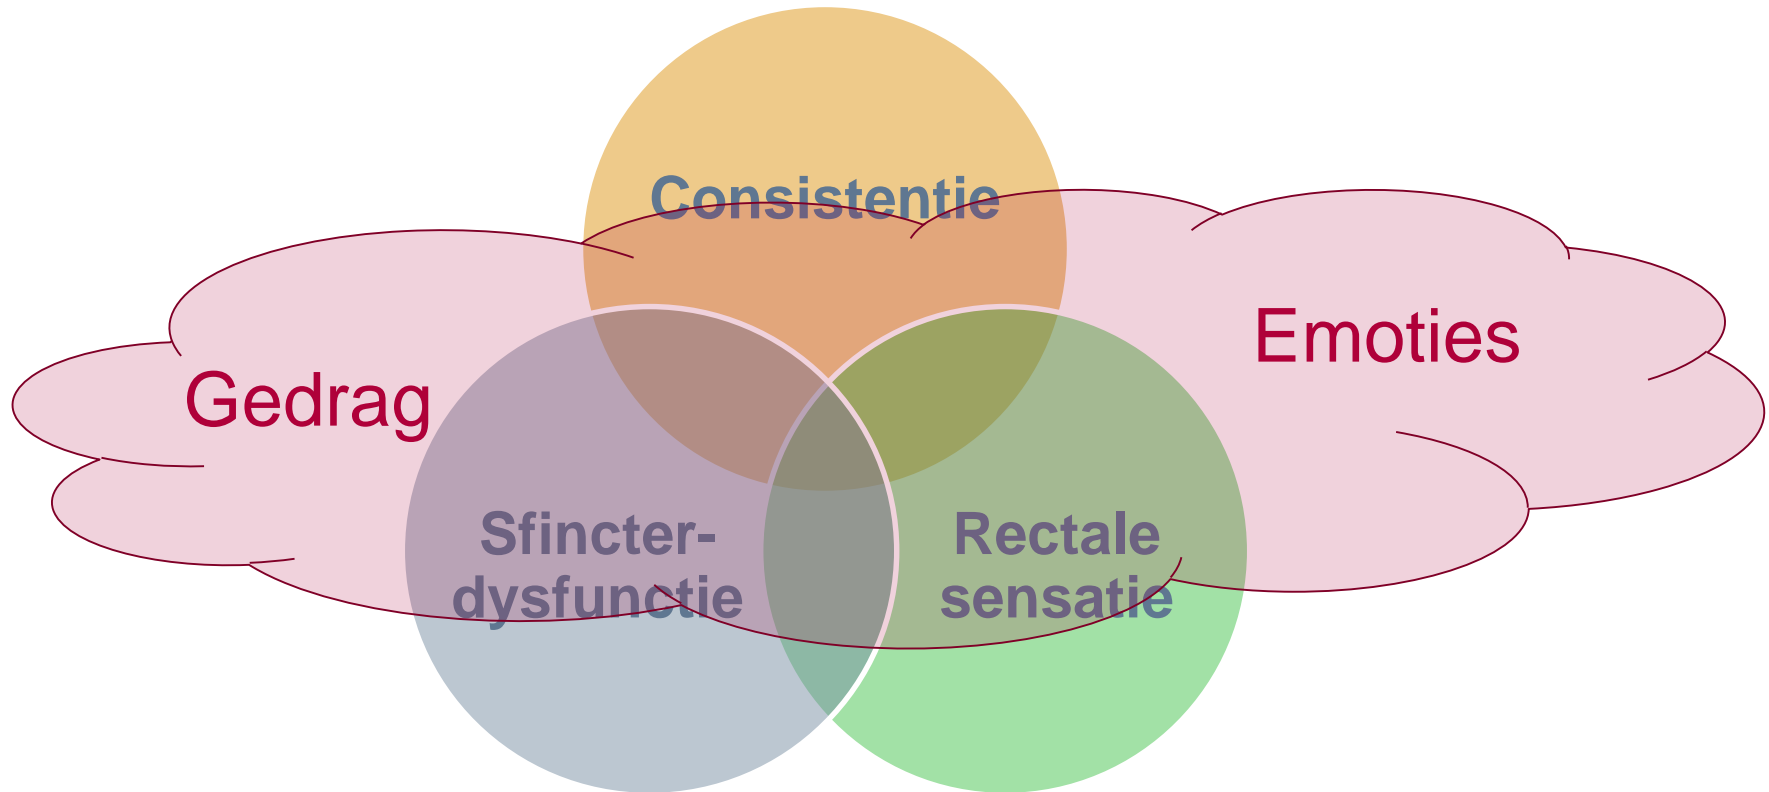 Consistentie
Emoties
Gedrag
Sfincter-
dysfunctie
Rectale
sensatie